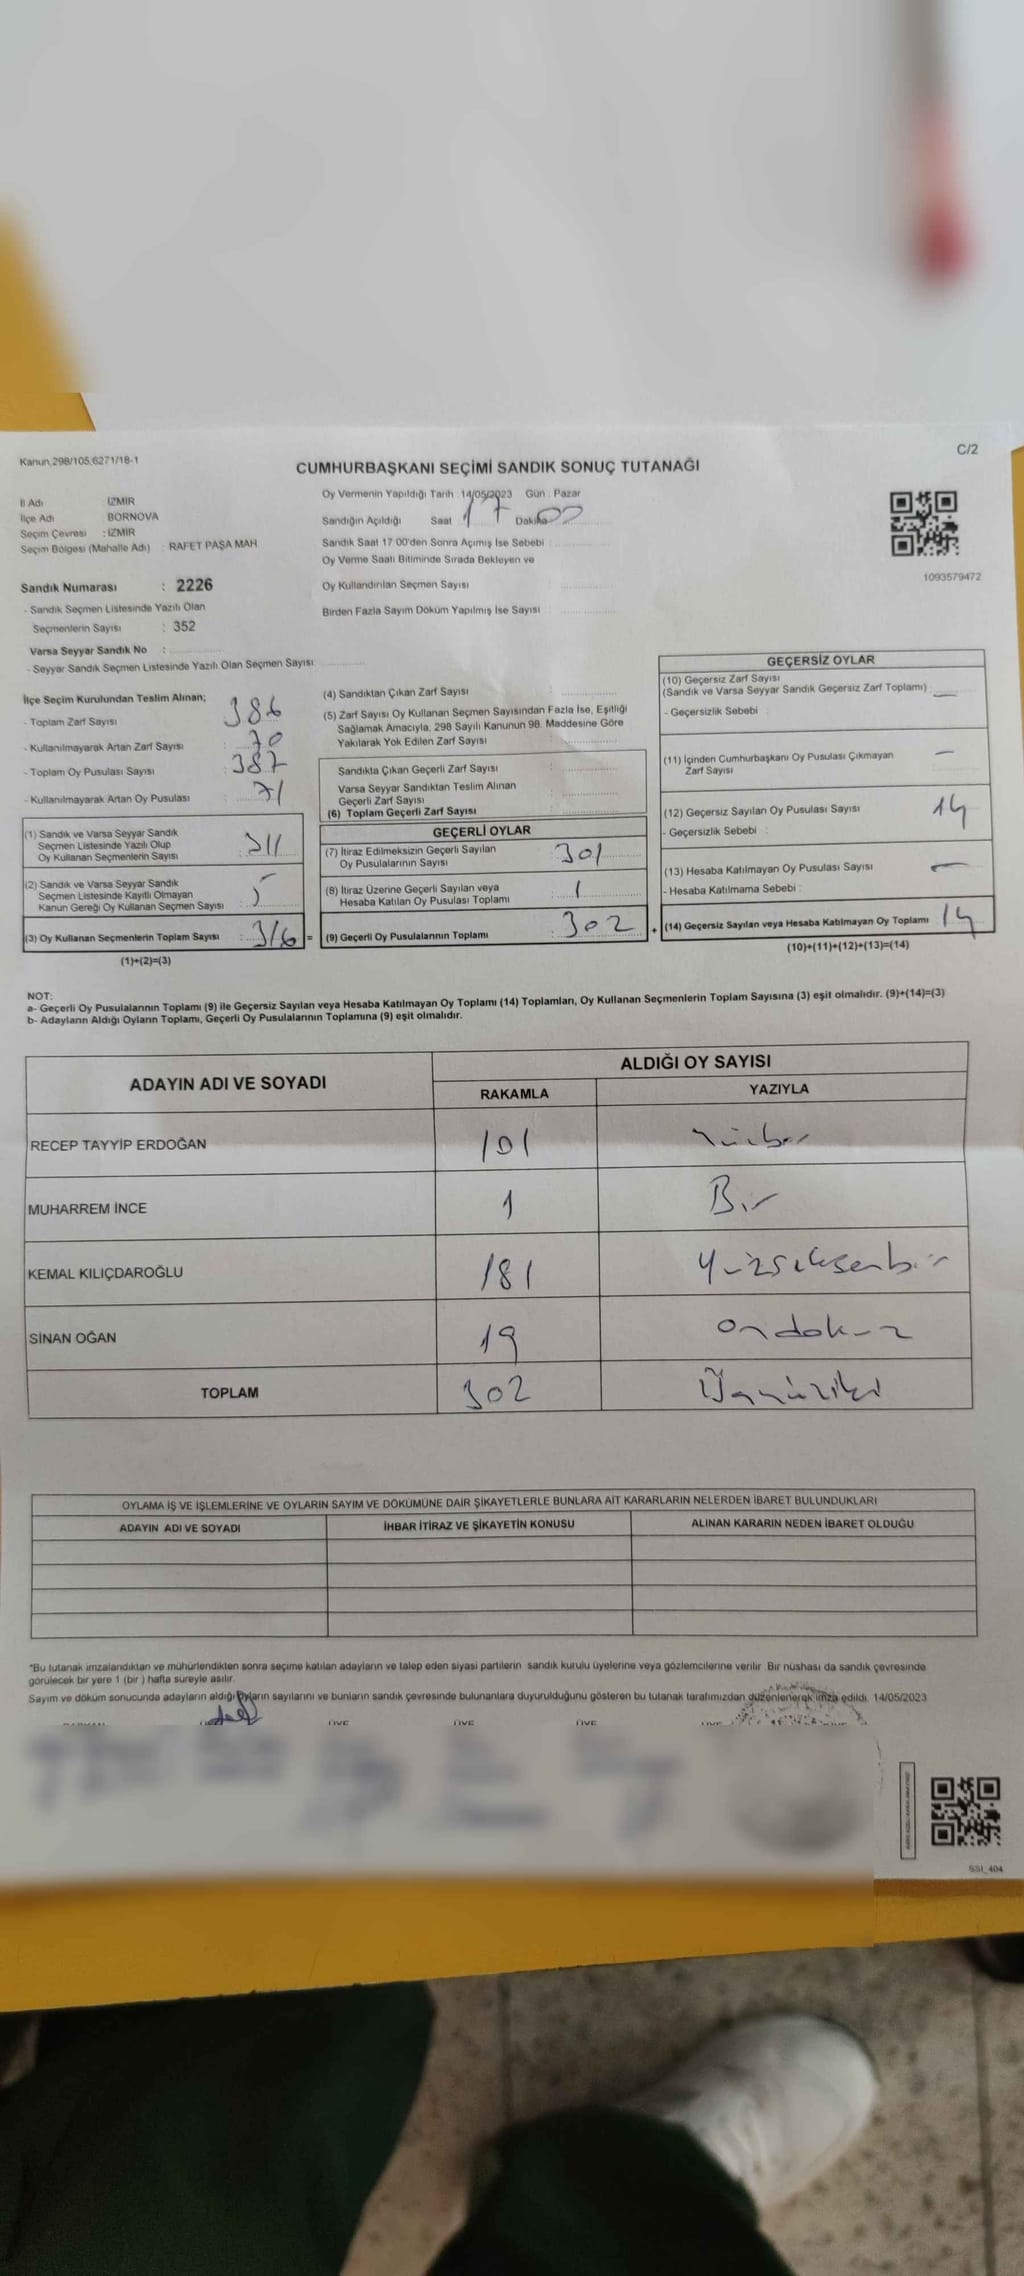 Kanun,298/105,6271/18-1
C/2
CUMHURBAŞKANI SEÇİMİ SANDIK SONUÇ TUTANAĞI
İl Adı : İZMİR
İlçe Adı : BORNOVA
Seçim Çevresi : İZMİR
Seçim Bölgesi (Mahalle Adı) : RAFET PAŞA MAH
Sandık Numarası : 2226
- Sandık Seçmen Listesinde Yazılı Olan
Seçmenlerin Sayısı : 352
Varsa Seyyar Sandık No :
- Seyyar Sandık Seçmen Listesinde Yazılı Olan Seçmen Sayısı:
Oy Vermenin Yapıldığı Tarih : 14/05/2023 Gün : Pazar
Sandığın Açıldığı Saat 17 Dakika 00
Sandık Saat 17:00'den Sonra Açımış İse Sebebi :
Oy Verme Saati Bitiminde Sırada Bekleyen ve
Oy Kullandırılan Seçmen Sayısı :
Birden Fazla Sayım Döküm Yapılmış İse Sayısı :
1093579472
İlçe Seçim Kurulundan Teslim Alınan;
- Toplam Zarf Sayısı : 386
- Kullanılmayarak Artan Zarf Sayısı : 70
- Toplam Oy Pusulası Sayısı : 387
- Kullanılmayarak Artan Oy Pusulası : 71
(1) Sandık ve Varsa Seyyar Sandık
Seçmen Listesinde Yazılı Olup
Oy Kullanan Seçmenlerin Sayısı : 311
(2) Sandık ve Varsa Seyyar Sandık
Seçmen Listesinde Kayıtlı Olmayan
Kanun Gereği Oy Kullanan Seçmen Sayısı : 5
(3) Oy Kullanan Seçmenlerin Toplam Sayısı : 316 =
(1)+(2)=(3)
(4) Sandıktan Çıkan Zarf Sayısı :
(5) Zarf Sayısı Oy Kullanan Seçmen Sayısından Fazla İse, Eşitliği
Sağlamak Amacıyla; 298 Sayılı Kanunun 98. Maddesine Göre
Yakılarak Yok Edilen Zarf Sayısı :
Sandıkta Çıkan Geçerli Zarf Sayısı :
Varsa Seyyar Sandıktan Teslim Alınan
Geçerli Zarf Sayısı :
(6) Toplam Geçerli Zarf Sayısı :
GEÇERLİ OYLAR
(7) İtiraz Edilmeksizin Geçerli Sayılan
Oy Pusulalarının Sayısı : 301
(8) İtiraz Üzerine Geçerli Sayılan veya
Hesaba Katılan Oy Pusulası Toplamı : 1
(9) Geçerli Oy Pusulalarının Toplamı : 302 +
GEÇERSİZ OYLAR
(10) Geçersiz Zarf Sayısı
(Sandık ve Varsa Seyyar Sandık Geçersiz Zarf Toplamı) : —
- Geçersizlik Sebebi :
(11) İçinden Cumhurbaşkanı Oy Pusulası Çıkmayan
Zarf Sayısı —
(12) Geçersiz Sayılan Oy Pusulası Sayısı 14
- Geçersizlik Sebebi :
(13) Hesaba Katılmayan Oy Pusulası Sayısı —
- Hesaba Katılmama Sebebi :
(14) Geçersiz Sayılan veya Hesaba Katılmayan Oy Toplamı 14
(10)+(11)+(12)+(13)=(14)
NOT:
a- Geçerli Oy Pusulalarının Toplamı (9) ile Geçersiz Sayılan veya Hesaba Katılmayan Oy Toplamı (14) Toplamları, Oy Kullanan Seçmenlerin Toplam Sayısına (3) eşit olmalıdır. (9)+(14)=(3)
b- Adayların Aldığı Oyların Toplamı, Geçerli Oy Pusulalarının Toplamına (9) eşit olmalıdır.
ADAYIN ADI VE SOYADI ALDIĞI OY SAYISI
RAKAMLA YAZIYLA
RECEP TAYYİP ERDOĞAN 101 Yüzbir
MUHARREM İNCE 1 Bir
KEMAL KILIÇDAROĞLU 181 Yüzseksenbir
SİNAN OĞAN 19 Ondokuz
TOPLAM 302 Üçyüziki
OYLAMA İŞ VE İŞLEMLERİNE VE OYLARIN SAYIM VE DÖKÜMÜNE DAİR ŞİKAYETLERLE BUNLARA AİT KARARLARIN NELERDEN İBARET BULUNDUKLARI
ADAYIN ADI VE SOYADI İHBAR İTİRAZ VE ŞİKAYETİN KONUSU ALINAN KARARIN NEDEN İBARET OLDUĞU
*Bu tutanak imzalandıktan ve mühürlendikten sonra seçime katılan adayların ve talep eden siyasi partilerin sandık kurulu üyelerine veya gözlemcilerine verilir. Bir nüshası da sandık çevresinde
görülecek bir yere 1 (bir) hafta süreyle asılır.
Sayım ve döküm sonucunda adayların aldığı oyların sayılarını ve bunların sandık çevresinde bulunanlara duyurulduğunu gösteren bu tutanak tarafımızdan düzenlenerek imza edildi. 14/05/2023
ÜYE ÜYE ÜYE
SSI_404